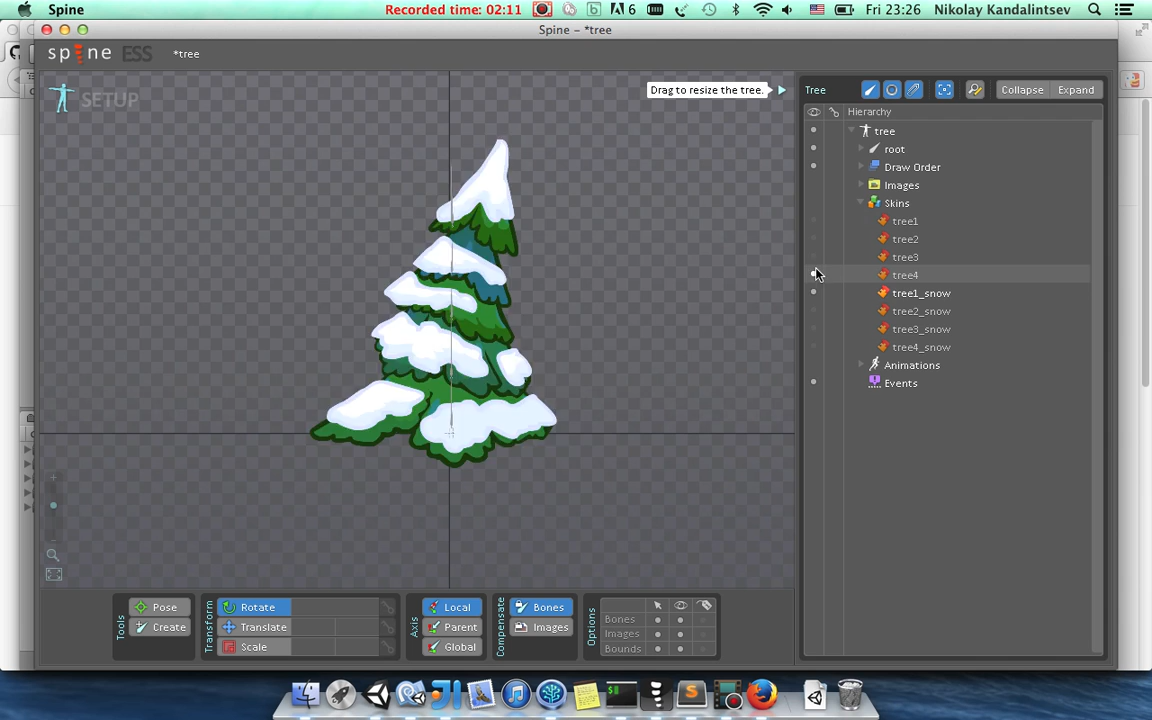 Spine
Recorded time: 02:11
6
Fri 23:26
Nikolay Kandalintsev
Spine – *tree
spine ESS
*tree
SETUP
Drag to resize the tree.
Tree
Collapse
Expand
Hierarchy
tree
root
Draw Order
Images
Skins
tree1
tree2
tree3
tree4
tree1_snow
tree2_snow
tree3_snow
tree4_snow
Animations
Events
Tools
Pose
Create
Transform
Rotate
Translate
Scale
Axis
Local
Parent
Global
Compensate
Bones
Images
Options
Bones
Images
Bounds